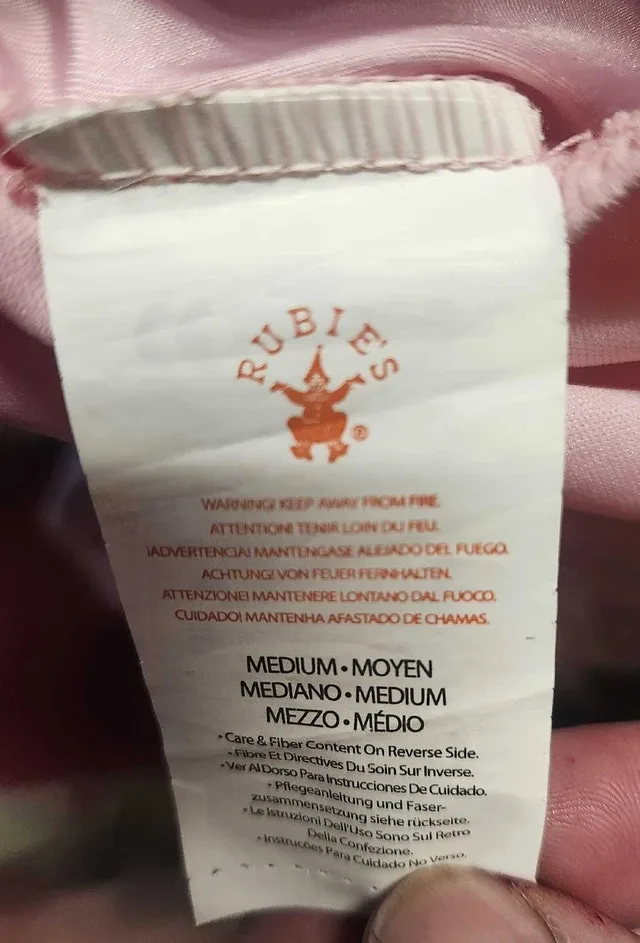 RUBIE'S
®
WARNING! KEEP AWAY FROM FIRE.
ATTENTION! TENIR LOIN DU FEU.
¡ADVERTENCIA! MANTENGASE ALEJADO DEL FUEGO.
ACHTUNG! VON FEUER FERNHALTEN.
ATTENZIONE! MANTENERE LONTANO DAL FUOCO.
CUIDADO! MANTENHA AFASTADO DE CHAMAS.
MEDIUM • MOYEN
MEDIANO • MEDIUM
MEZZO • MÉDIO
• Care & Fiber Content On Reverse Side.
• Fibre Et Directives Du Soin Sur Inverse.
• Ver Al Dorso Para Instrucciones De Cuidado.
• Pflegeanleitung und Faser-
zusammensetzung siehe rückseite.
• Le Istruzioni Dell'Uso Sono Sul Retro
Della Confezione.
• Instrucões Para Cuidado No Verso.